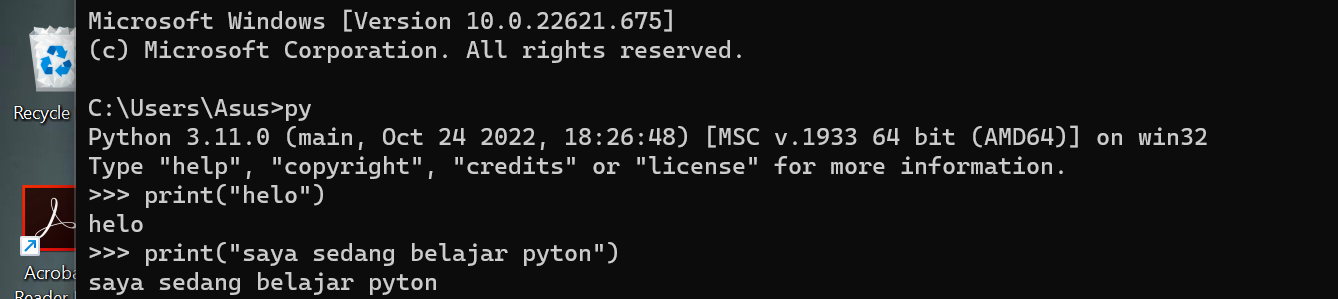 Microsoft Windows [Version 10.0.22621.675]
(c) Microsoft Corporation. All rights reserved.
C:\Users\Asus>py
Python 3.11.0 (main, Oct 24 2022, 18:26:48) [MSC v.1933 64 bit (AMD64)] on win32
Type "help", "copyright", "credits" or "license" for more information.
>>> print("helo")
helo
>>> print("saya sedang belajar pyton")
saya sedang belajar pyton
Recycle
Acroba
Reader